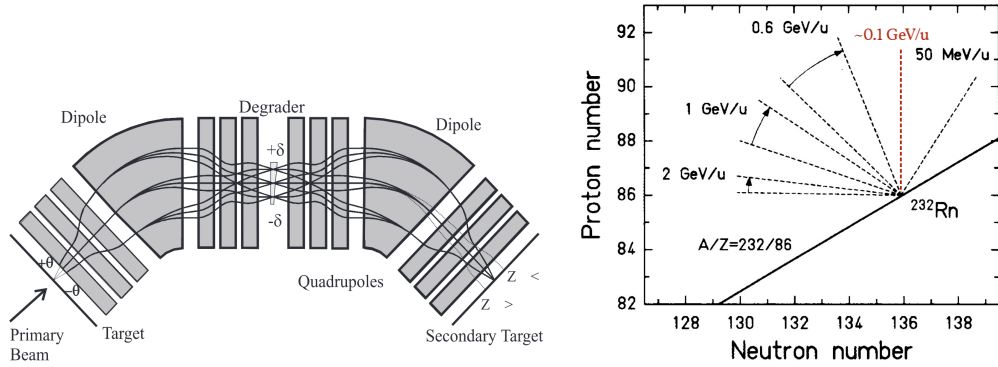 Dipole
Degrader
Dipole
+δ
-δ
+θ
-θ
Quadrupoles
Z <
Z >
Primary
Beam
Target
Secondary Target
Proton number
92
90
88
86
84
82
0.6 GeV/u
~0.1 GeV/u
50 MeV/u
1 GeV/u
2 GeV/u
232Rn
A/Z=232/86
128
130
132
134
136
138
Neutron number